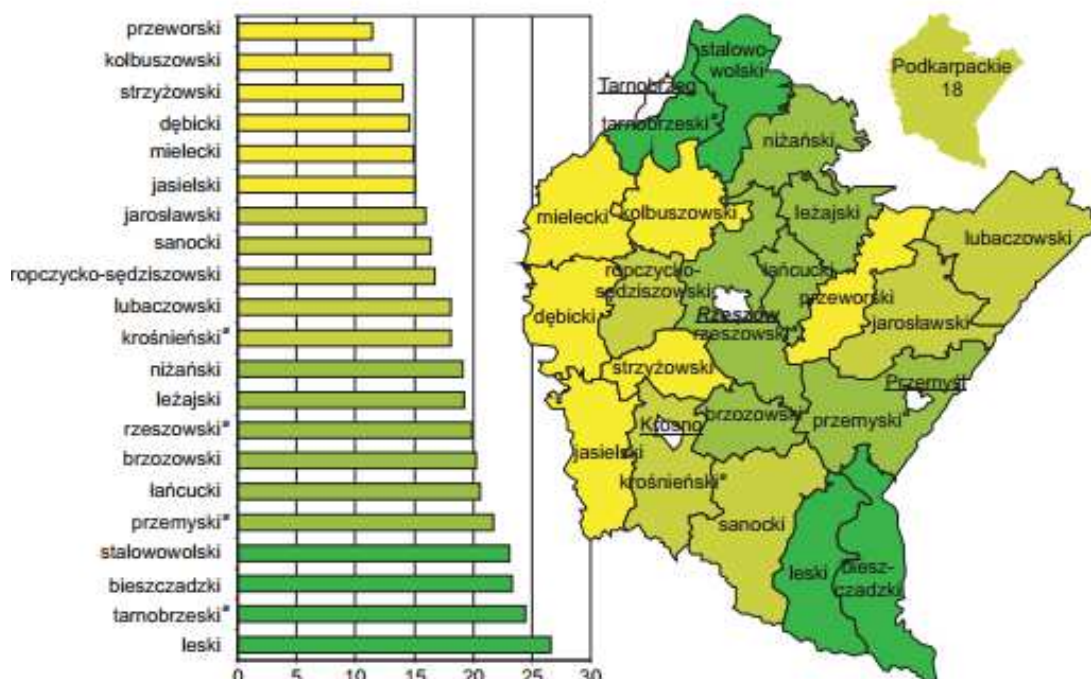 przeworski
kolbuszowski
strzyżowski
dębicki
mielecki
jasielski
jarosławski
sanocki
ropczycko-sędziszowski
lubaczowski
krośnieński*
niżański
leżajski
rzeszowski*
brzozowski
łańcucki
przemyski*
stalowowolski
bieszczadzki
tarnobrzeski*
leski
0 5 10 15 20 25 30
stalowo-
wolski
Tarnobrzeg
tarnobrzeski*
niżański
Podkarpackie
18
mielecki
kolbuszowski
leżajski
lubaczowski
ropczycko-
sędziszowski
łańcucki
przeworski
dębicki
Rzeszów
rzeszowski*
jarosławski
strzyżowski
Przemyśl
Krosno
brzozowski
przemyski*
jasielski
krośnieński*
sanocki
leski
biesz-
czadzki